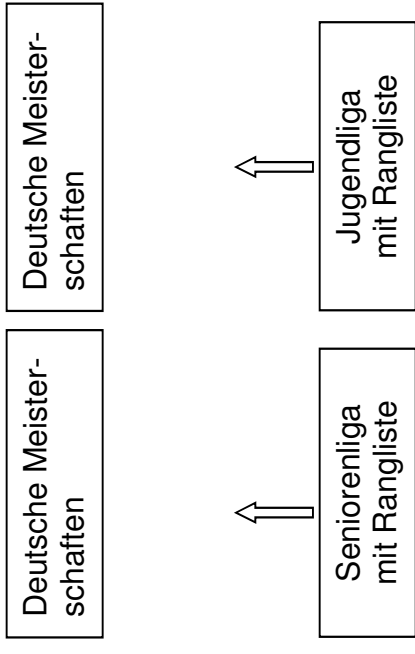 Deutsche Meister-
schaften
Jugendliga
mit Rangliste
Deutsche Meister-
schaften
Seniorenliga
mit Rangliste